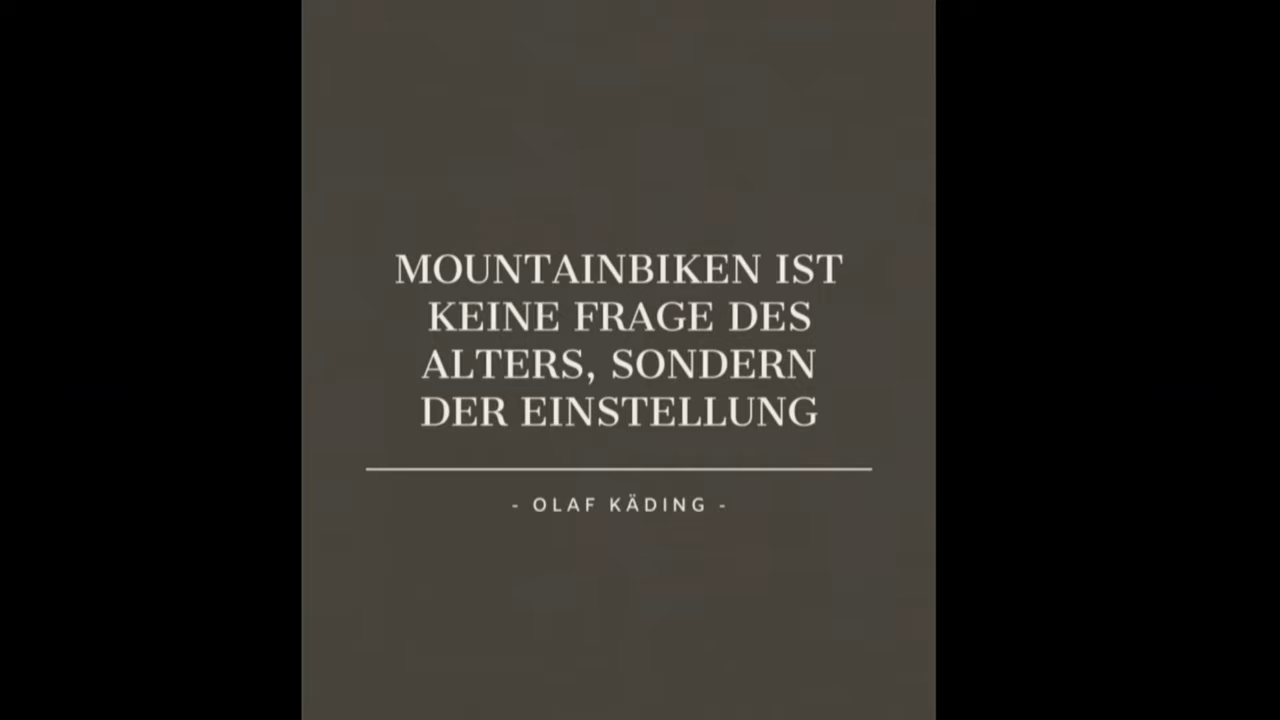 MOUNTAINBIKEN IST
KEINE FRAGE DES
ALTERS, SONDERN
DER EINSTELLUNG
- OLAF KÄDING -